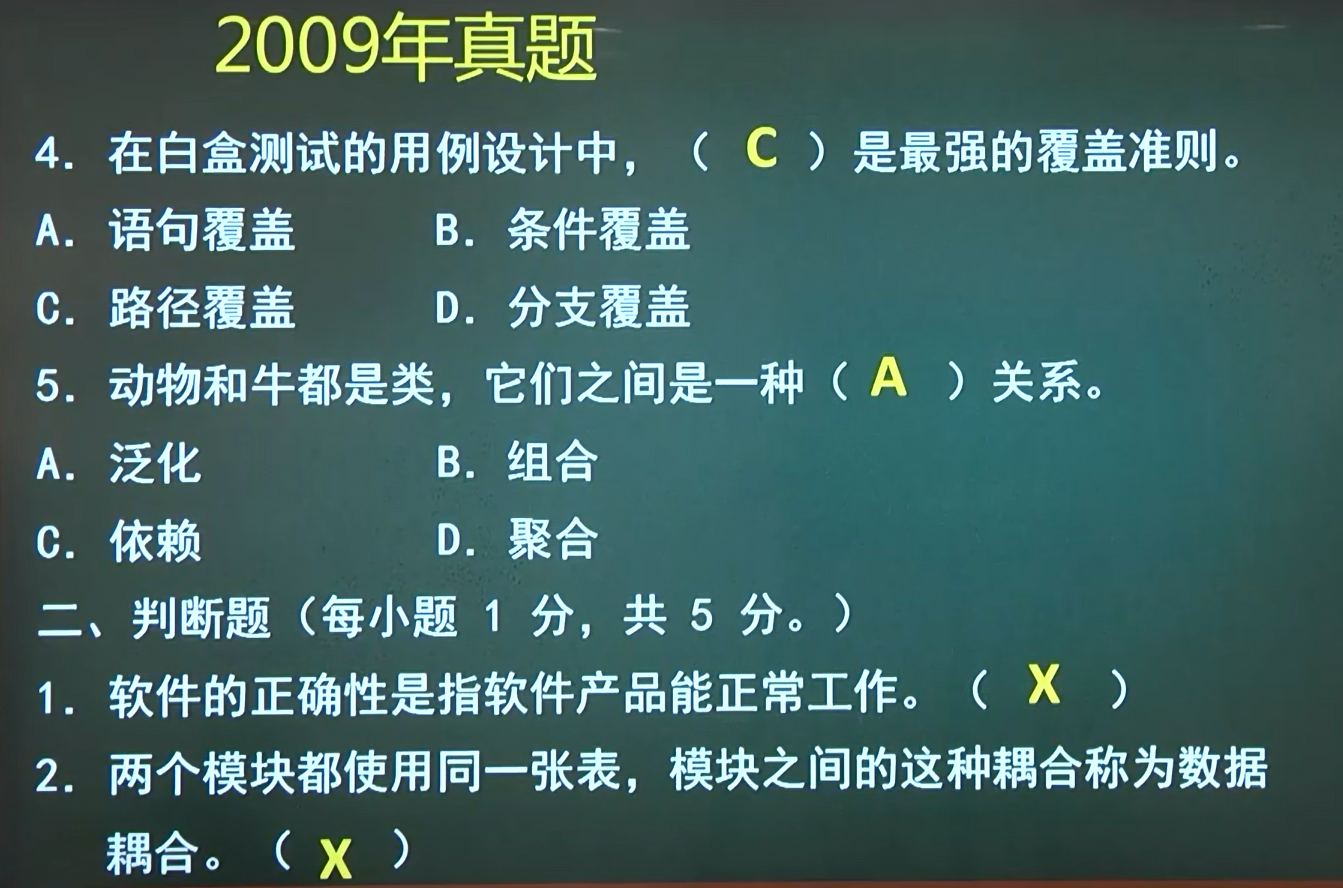 2009年真题
4. 在白盒测试的用例设计中，（ C ）是最强的覆盖准则。
A. 语句覆盖 B. 条件覆盖
C. 路径覆盖 D. 分支覆盖
5. 动物和牛都是类，它们之间是一种（ A ）关系。
A. 泛化 B. 组合
C. 依赖 D. 聚合
二、判断题（每小题 1 分，共 5 分。）
1. 软件的正确性是指软件产品能正常工作。（ X ）
2. 两个模块都使用同一张表，模块之间的这种耦合称为数据
耦合。（ X ）